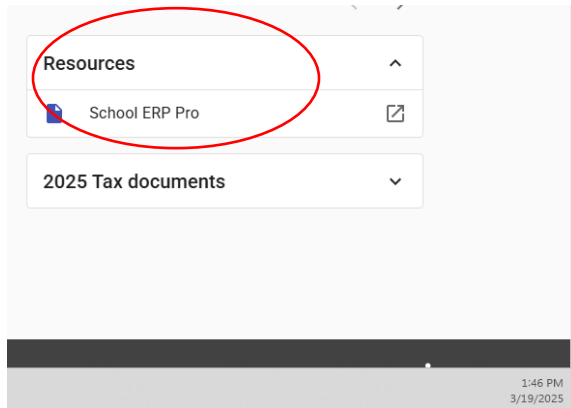 Resources
School ERP Pro
2025 Tax documents
1:46 PM
3/19/2025